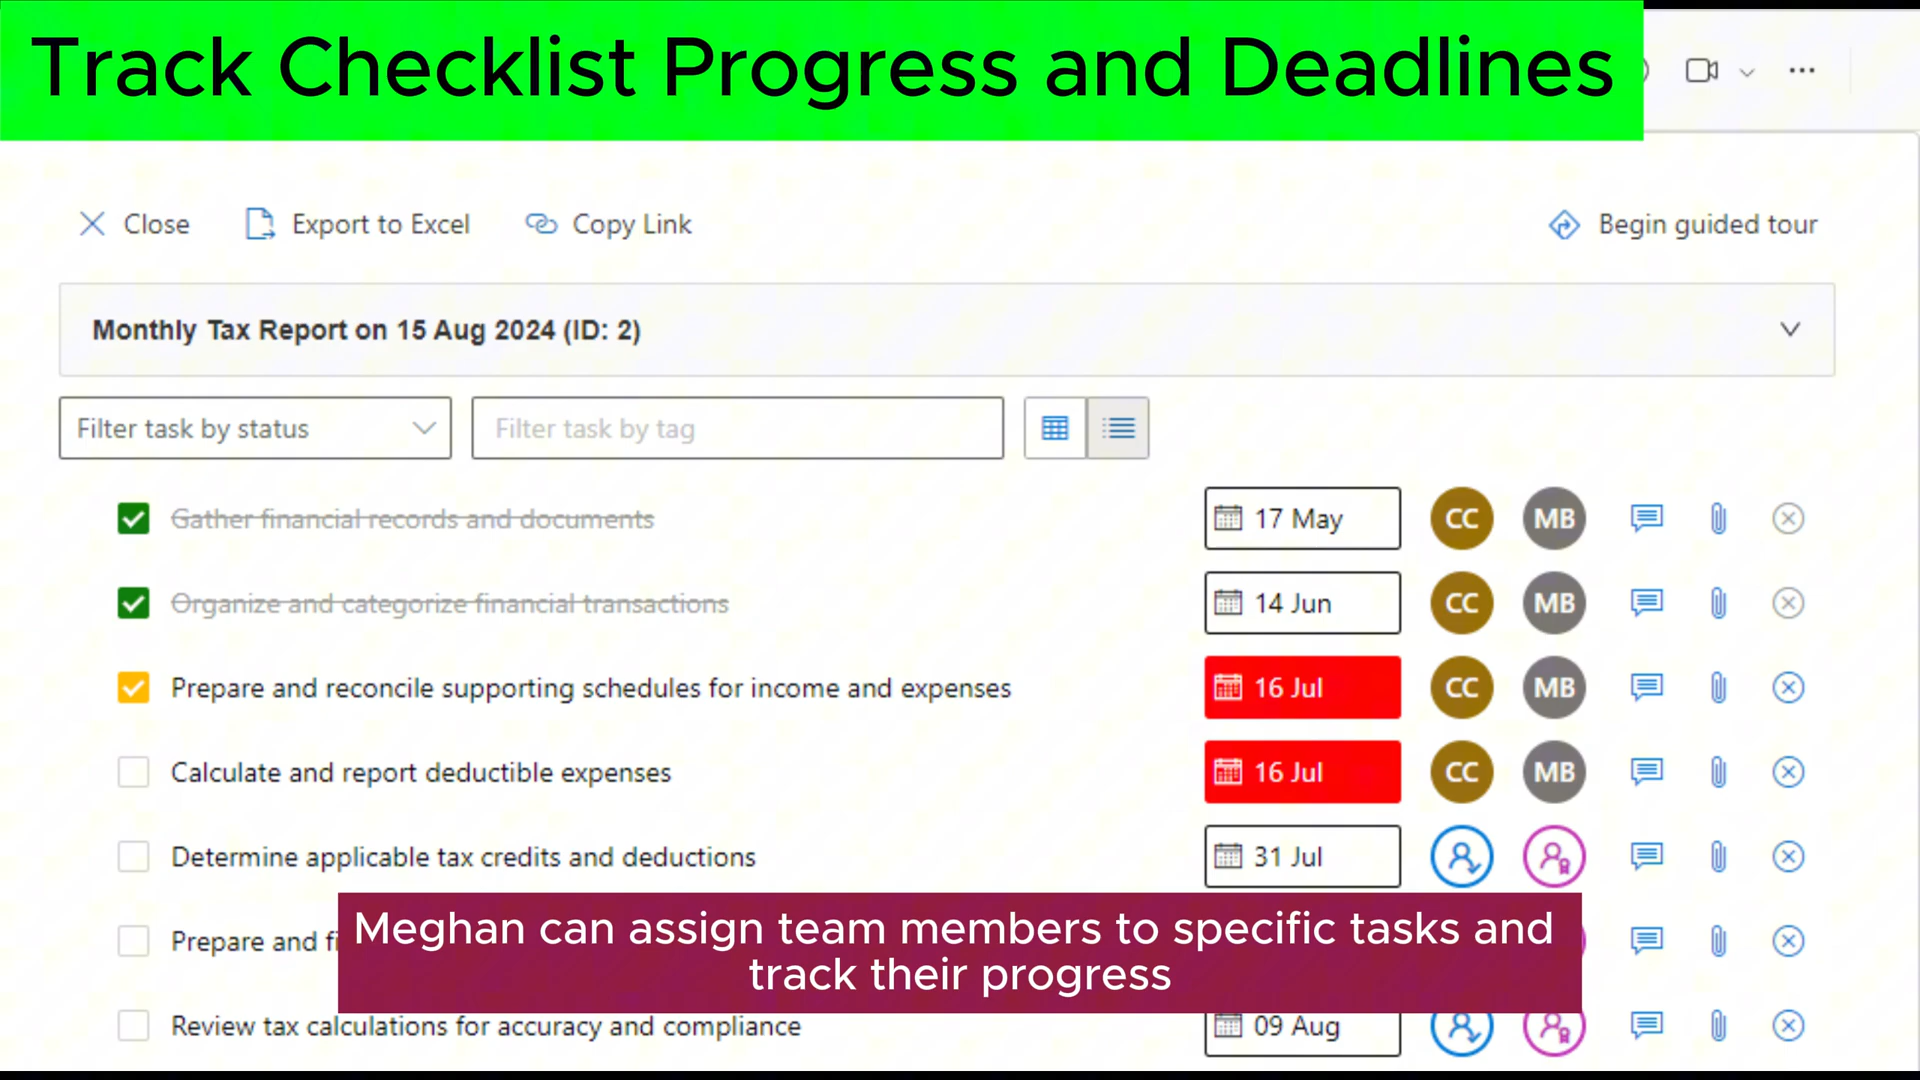 Track Checklist Progress and Deadlines
Close Export to Excel Copy Link Begin guided tour
Monthly Tax Report on 15 Aug 2024 (ID: 2)
Filter task by status Filter task by tag
Gather financial records and documents 17 May CC MB
Organize and categorize financial transactions 14 Jun CC MB
Prepare and reconcile supporting schedules for income and expenses 16 Jul CC MB
Calculate and report deductible expenses 16 Jul CC MB
Determine applicable tax credits and deductions 31 Jul
Prepare and
Meghan can assign team members to specific tasks and
track their progress
Review tax calculations for accuracy and compliance 09 Aug